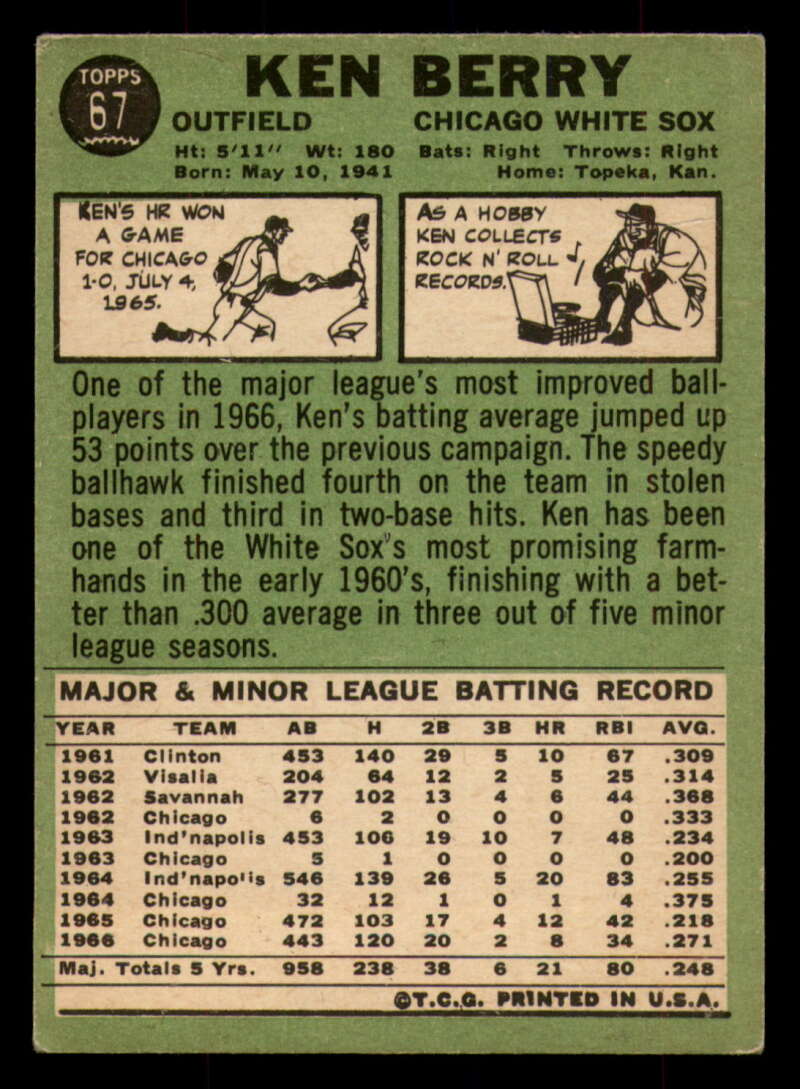 TOPPS
67
KEN BERRY
OUTFIELD CHICAGO WHITE SOX
Ht: 5'11" Wt: 180 Bats: Right Throws: Right
Born: May 10, 1941 Home: Topeka, Kan.
KEN'S HR WON
A GAME
FOR CHICAGO
1-0, JULY 4,
1965.
AS A HOBBY
KEN COLLECTS
ROCK N' ROLL
RECORDS.
One of the major league's most improved ball-
players in 1966, Ken's batting average jumped up
53 points over the previous campaign. The speedy
ballhawk finished fourth on the team in stolen
bases and third in two-base hits. Ken has been
one of the White Sox's most promising farm-
hands in the early 1960's, finishing with a bet-
ter than .300 average in three out of five minor
league seasons.
MAJOR & MINOR LEAGUE BATTING RECORD
YEAR TEAM AB H 2B 3B HR RBI AVG.
1961 Clinton 453 140 29 5 10 67 .309
1962 Visalia 204 64 12 2 5 25 .314
1962 Savannah 277 102 13 4 6 44 .368
1962 Chicago 6 2 0 0 0 0 .333
1963 Ind'napolis 453 106 19 10 7 48 .234
1963 Chicago 5 1 0 0 0 0 .200
1964 Ind'napolis 546 139 26 5 20 83 .255
1964 Chicago 32 12 1 0 1 4 .375
1965 Chicago 472 103 17 4 12 42 .218
1966 Chicago 443 120 20 2 8 34 .271
Maj. Totals 5 Yrs. 958 238 38 6 21 80 .248
©T.C.G. PRINTED IN U.S.A.